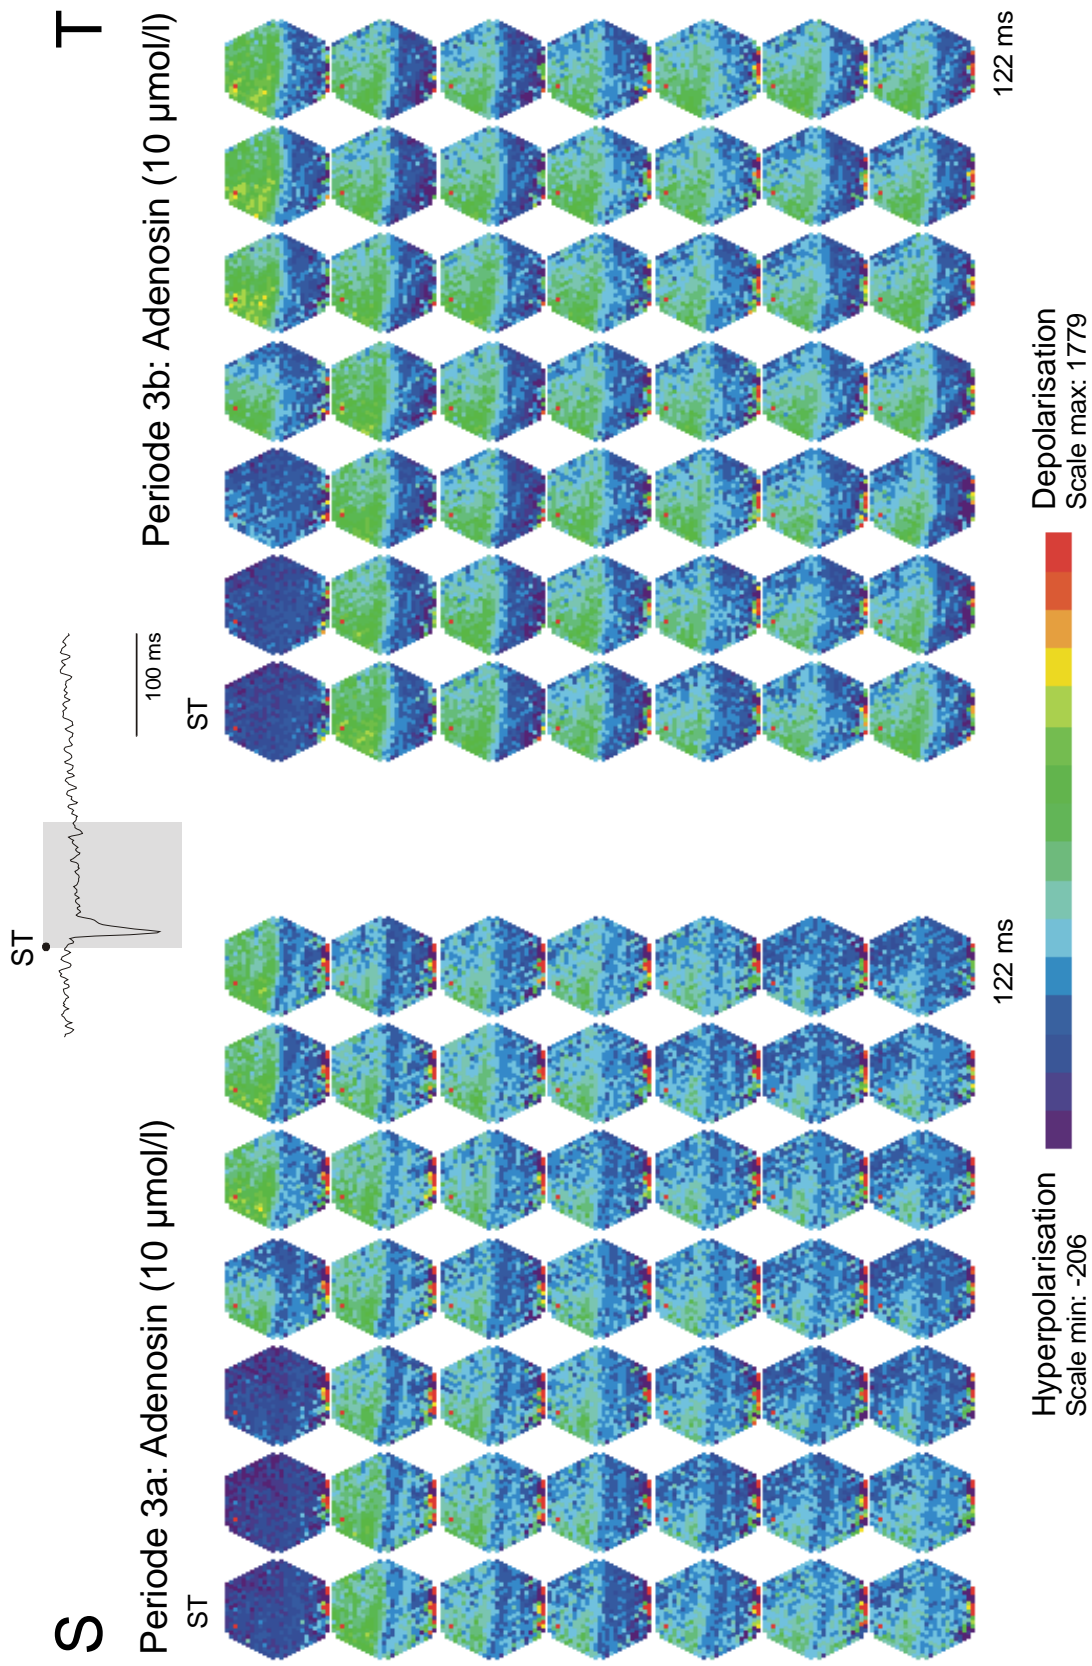 S
Periode 3a: Adenosin (10 µmol/l)
ST
122 ms
ST
100 ms
T
Periode 3b: Adenosin (10 µmol/l)
ST
122 ms
Hyperpolarisation
Scale min: -206
Depolarisation
Scale max: 1779